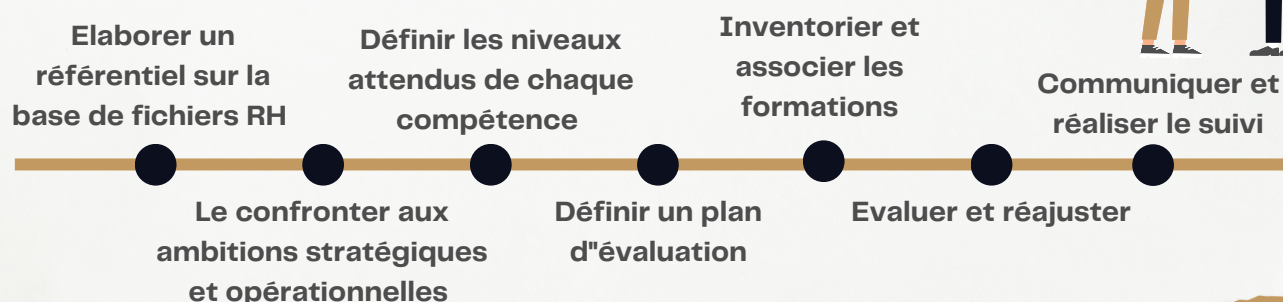 Elaborer un
référentiel sur la
base de fichiers RH
Le confronter aux
ambitions stratégiques
et opérationnelles
Définir les niveaux
attendus de chaque
compétence
Définir un plan
d"évaluation
Inventorier et
associer les
formations
Evaluer et réajuster
Communiquer et
réaliser le suivi